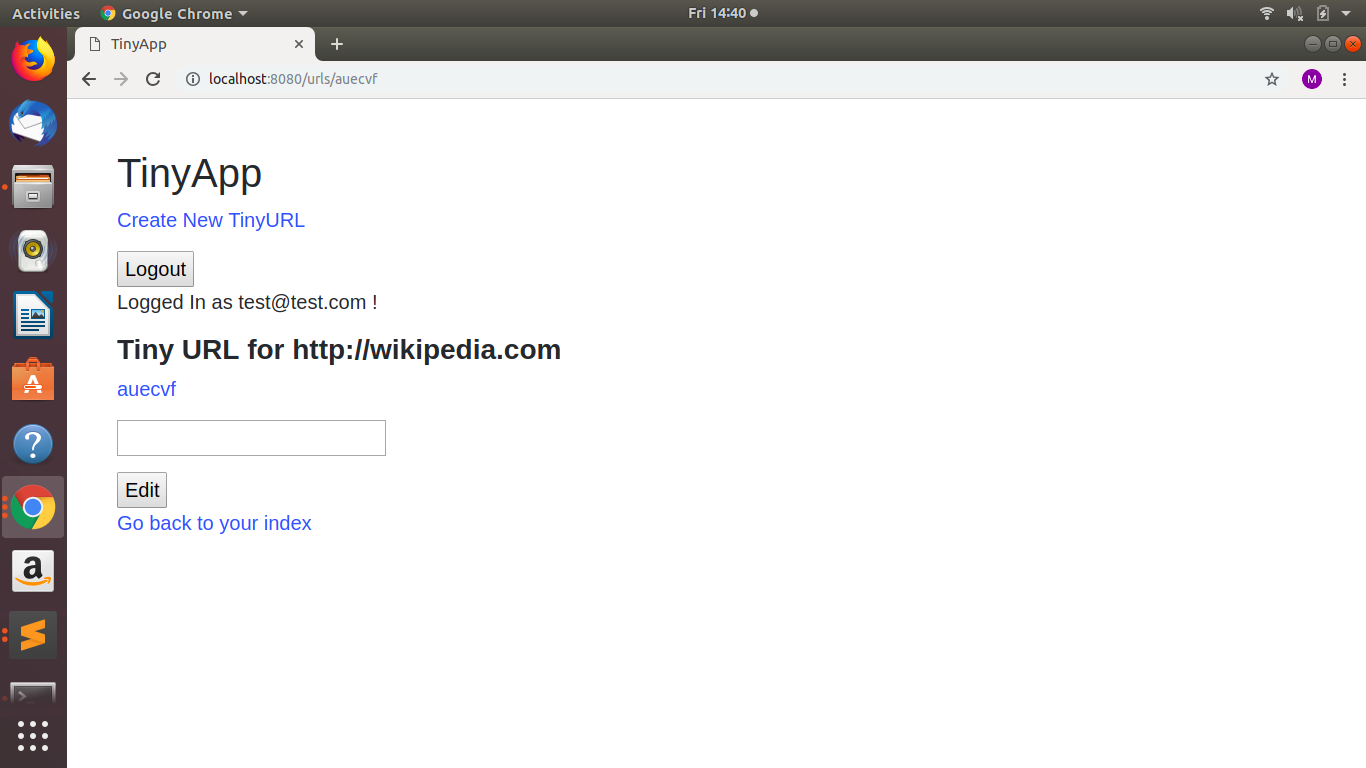 Activities Google Chrome Fri 14:40
TinyApp
localhost:8080/urls/auecvf M
TinyApp
Create New TinyURL
Logout
Logged In as test@test.com !
Tiny URL for http://wikipedia.com
auecvf
Edit
Go back to your index